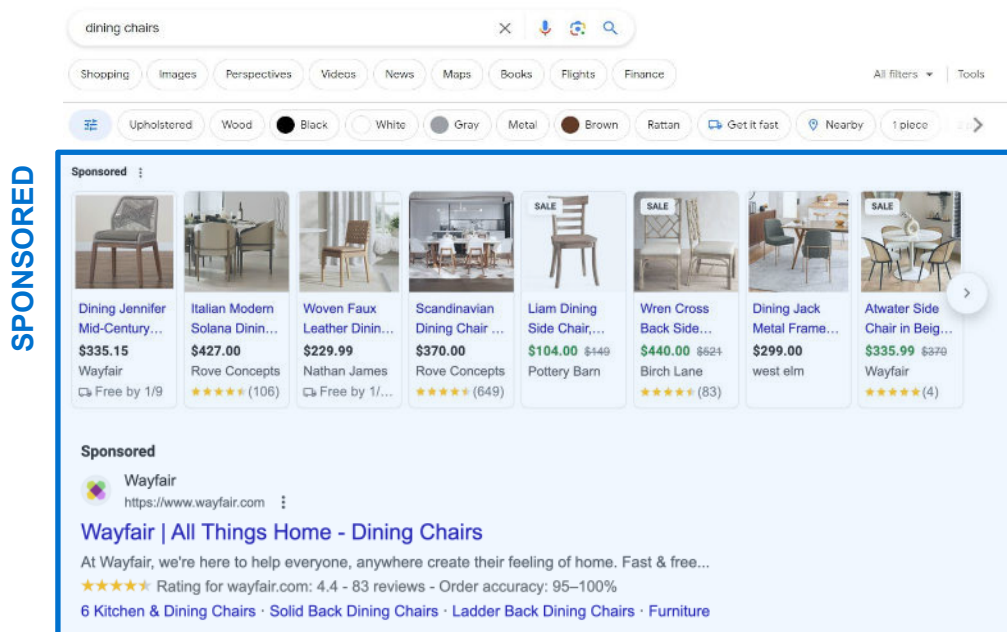 dining chairs
Shopping Images Perspectives Videos News Maps Books Flights Finance All filters Tools
Upholstered Wood Black White Gray Metal Brown Rattan Get it fast Nearby 1 piece
SPONSORED
Sponsored
SALE SALE SALE
Dining Jennifer Italian Modern Woven Faux Scandinavian Liam Dining Wren Cross Dining Jack Atwater Side
Mid-Century... Solana Dinin... Leather Dinin... Dining Chair ... Side Chair,... Back Side... Metal Frame... Chair in Beig...
$335.15 $427.00 $229.99 $370.00 $104.00 $149 $440.00 $521 $299.00 $335.99 $370
Wayfair Rove Concepts Nathan James Rove Concepts Pottery Barn Birch Lane west elm Wayfair
Free by 1/9 (106) Free by 1/... (649) (83) (4)
Sponsored
Wayfair
https://www.wayfair.com
Wayfair | All Things Home - Dining Chairs
At Wayfair, we're here to help everyone, anywhere create their feeling of home. Fast & free...
Rating for wayfair.com: 4.4 - 83 reviews - Order accuracy: 95–100%
6 Kitchen & Dining Chairs · Solid Back Dining Chairs · Ladder Back Dining Chairs · Furniture